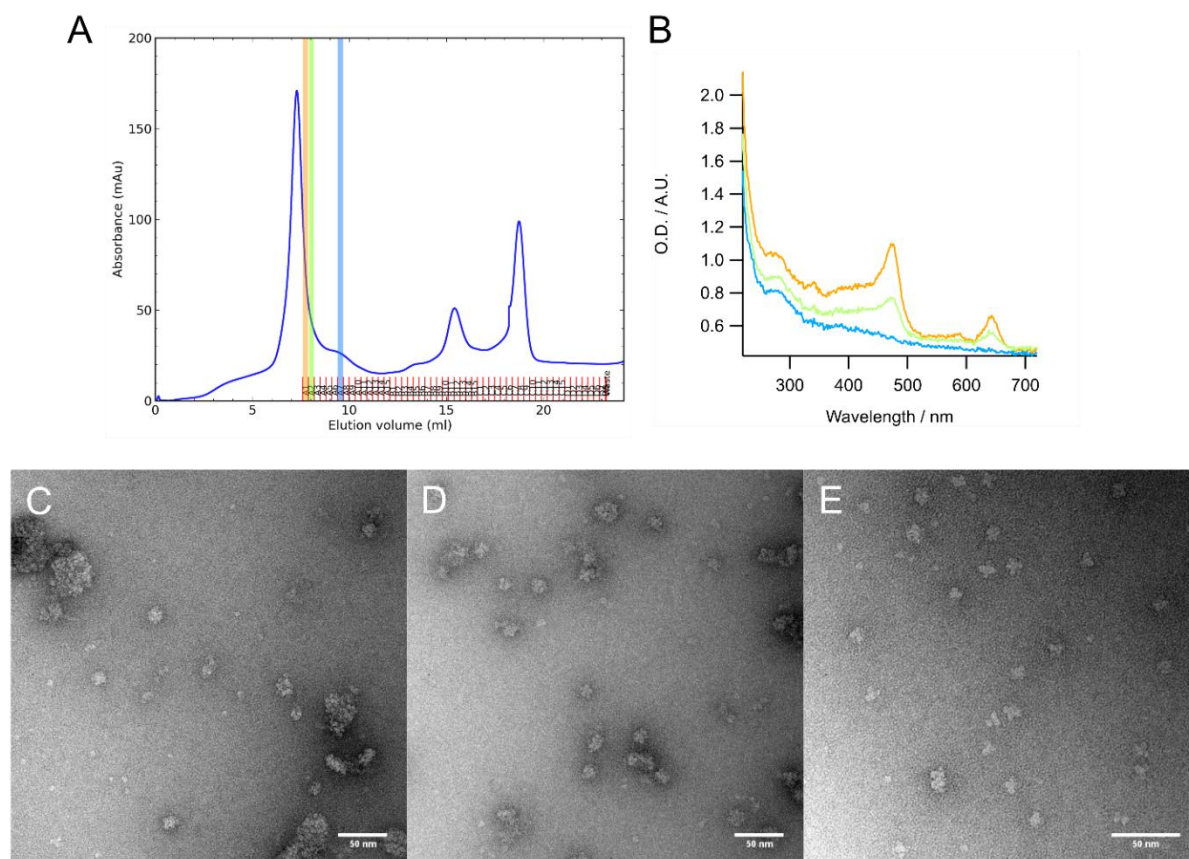 A
200
150
100
50
0
Absorbance (mAu)
0 5 10 15 20
Elution volume (ml)
B
2.0
1.8
1.6
1.4
1.2
1.0
0.8
0.6
O.D. / A.U.
300 400 500 600 700
Wavelength / nm
C
50 nm
D
50 nm
E
50 nm